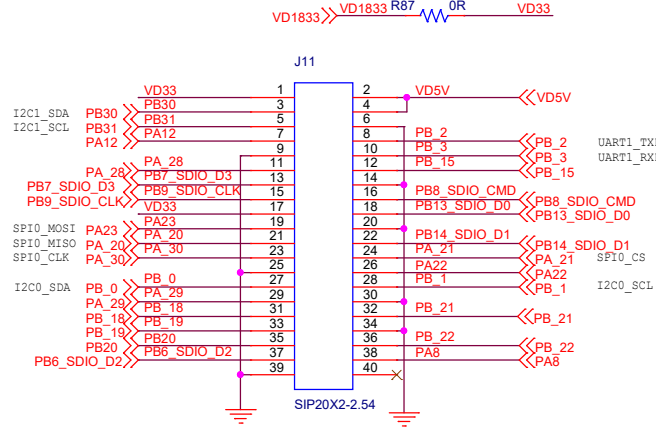 VD1833 VD1833 R87 0R VD33
J11
VD33 1 2 VD5V VD5V
I2C1_SDA PB30 PB30 3 4
I2C1_SCL PB31 PB31 5 6
PA12 PA12 7 8 PB_2 PB_2 UART1_TX
9 10 PB_3 PB_3 UART1_RX
PA_28 PA_28 11 12 PB_15 PB_15
PB7_SDIO_D3 PB7_SDIO_D3 13 14
PB9_SDIO_CLK PB9_SDIO_CLK 15 16 PB8_SDIO_CMD PB8_SDIO_CMD
VD33 17 18 PB13_SDIO_D0 PB13_SDIO_D0
SPI0_MOSI PA23 PA23 19 20
SPI0_MISO PA_20 PA_20 21 22 PB14_SDIO_D1 PB14_SDIO_D1
SPI0_CLK PA_30 PA_30 23 24 PA_21 PA_21 SPI0_CS
25 26 PA22 PA22
I2C0_SDA PB_0 PB_0 27 28 PB_1 PB_1 I2C0_SCL
PA_29 PA_29 29 30
PB_18 PB_18 31 32 PB_21 PB_21
PB_19 PB_19 33 34
PB20 PB20 35 36 PB_22 PB_22
PB6_SDIO_D2 PB6_SDIO_D2 37 38 PA8 PA8
39 40
SIP20X2-2.54